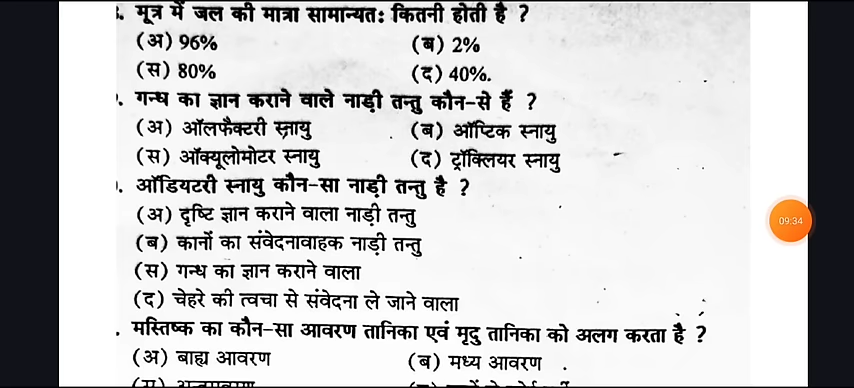 मूत्र में जल की मात्रा सामान्यतः कितनी होती है ?
(अ) 96% (ब) 2%
(स) 80% (द) 40%.
गन्ध का ज्ञान कराने वाले नाड़ी तन्तु कौन-से हैं ?
(अ) ऑलफैक्टरी स्नायु (ब) ऑप्टिक स्नायु
(स) ऑक्यूलोमोटर स्नायु (द) ट्रॉक्लियर स्नायु
ऑडियटरी स्नायु कौन-सा नाड़ी तन्तु है ?
(अ) दृष्टि ज्ञान कराने वाला नाड़ी तन्तु
(ब) कानों का संवेदनावाहक नाड़ी तन्तु
(स) गन्ध का ज्ञान कराने वाला
(द) चेहरे की त्वचा से संवेदना ले जाने वाला
मस्तिष्क का कौन-सा आवरण तानिका एवं मृदु तानिका को अलग करता है ?
(अ) बाह्य आवरण (ब) मध्य आवरण
09:34